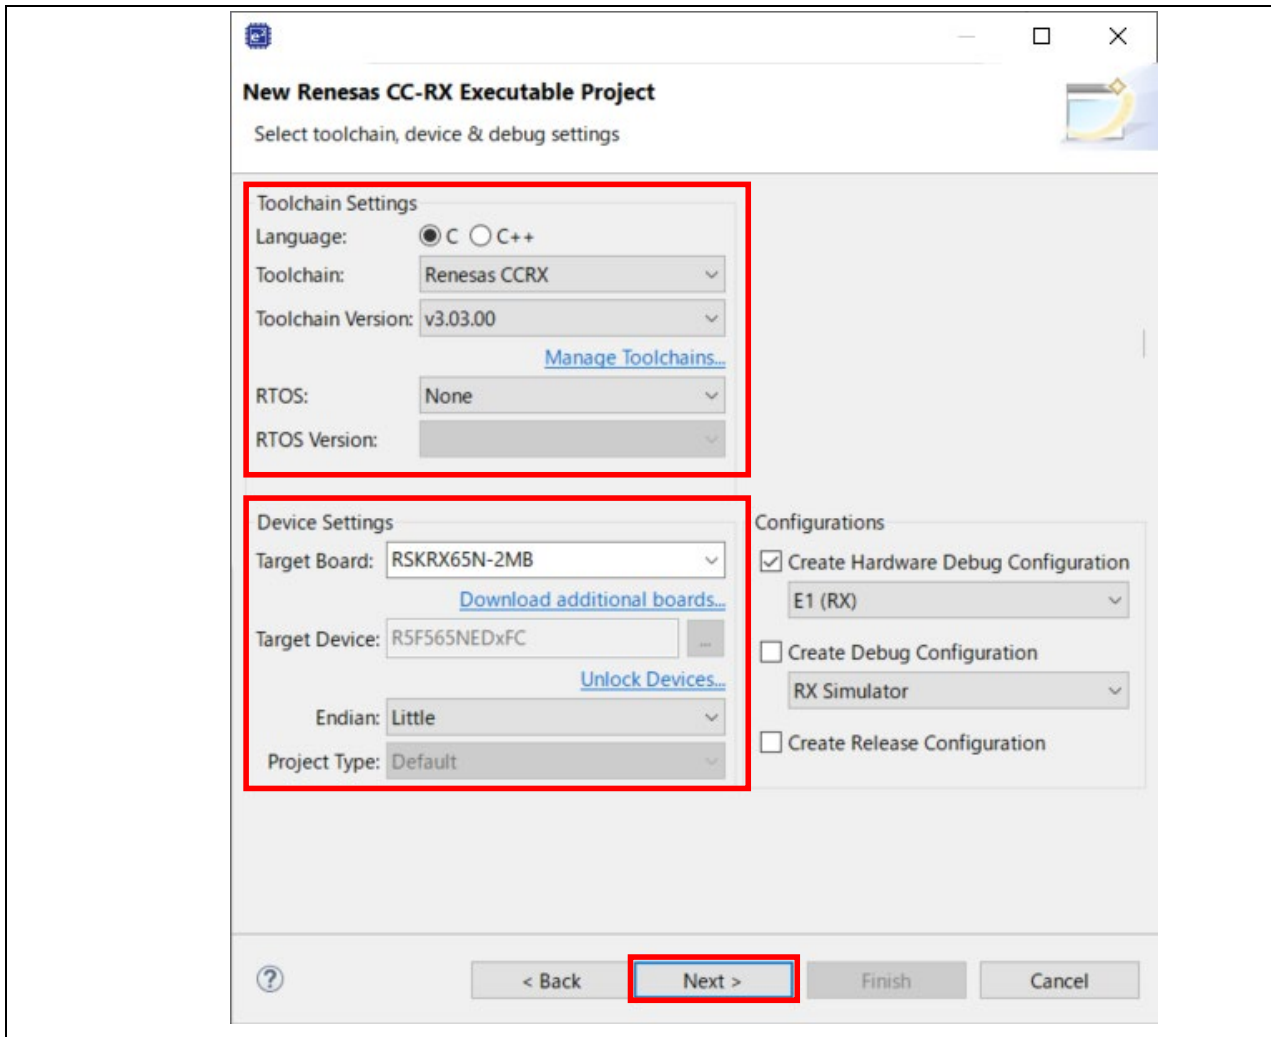 New Renesas CC-RX Executable Project
Select toolchain, device & debug settings
Toolchain Settings
Language: C C++
Toolchain: Renesas CCRX
Toolchain Version: v3.03.00
Manage Toolchains...
RTOS: None
RTOS Version:
Device Settings
Target Board: RSKRX65N-2MB
Download additional boards...
Target Device: R5F565NEDxFC ...
Unlock Devices...
Endian: Little
Project Type: Default
Configurations
Create Hardware Debug Configuration
E1 (RX)
Create Debug Configuration
RX Simulator
Create Release Configuration
? < Back Next > Finish Cancel